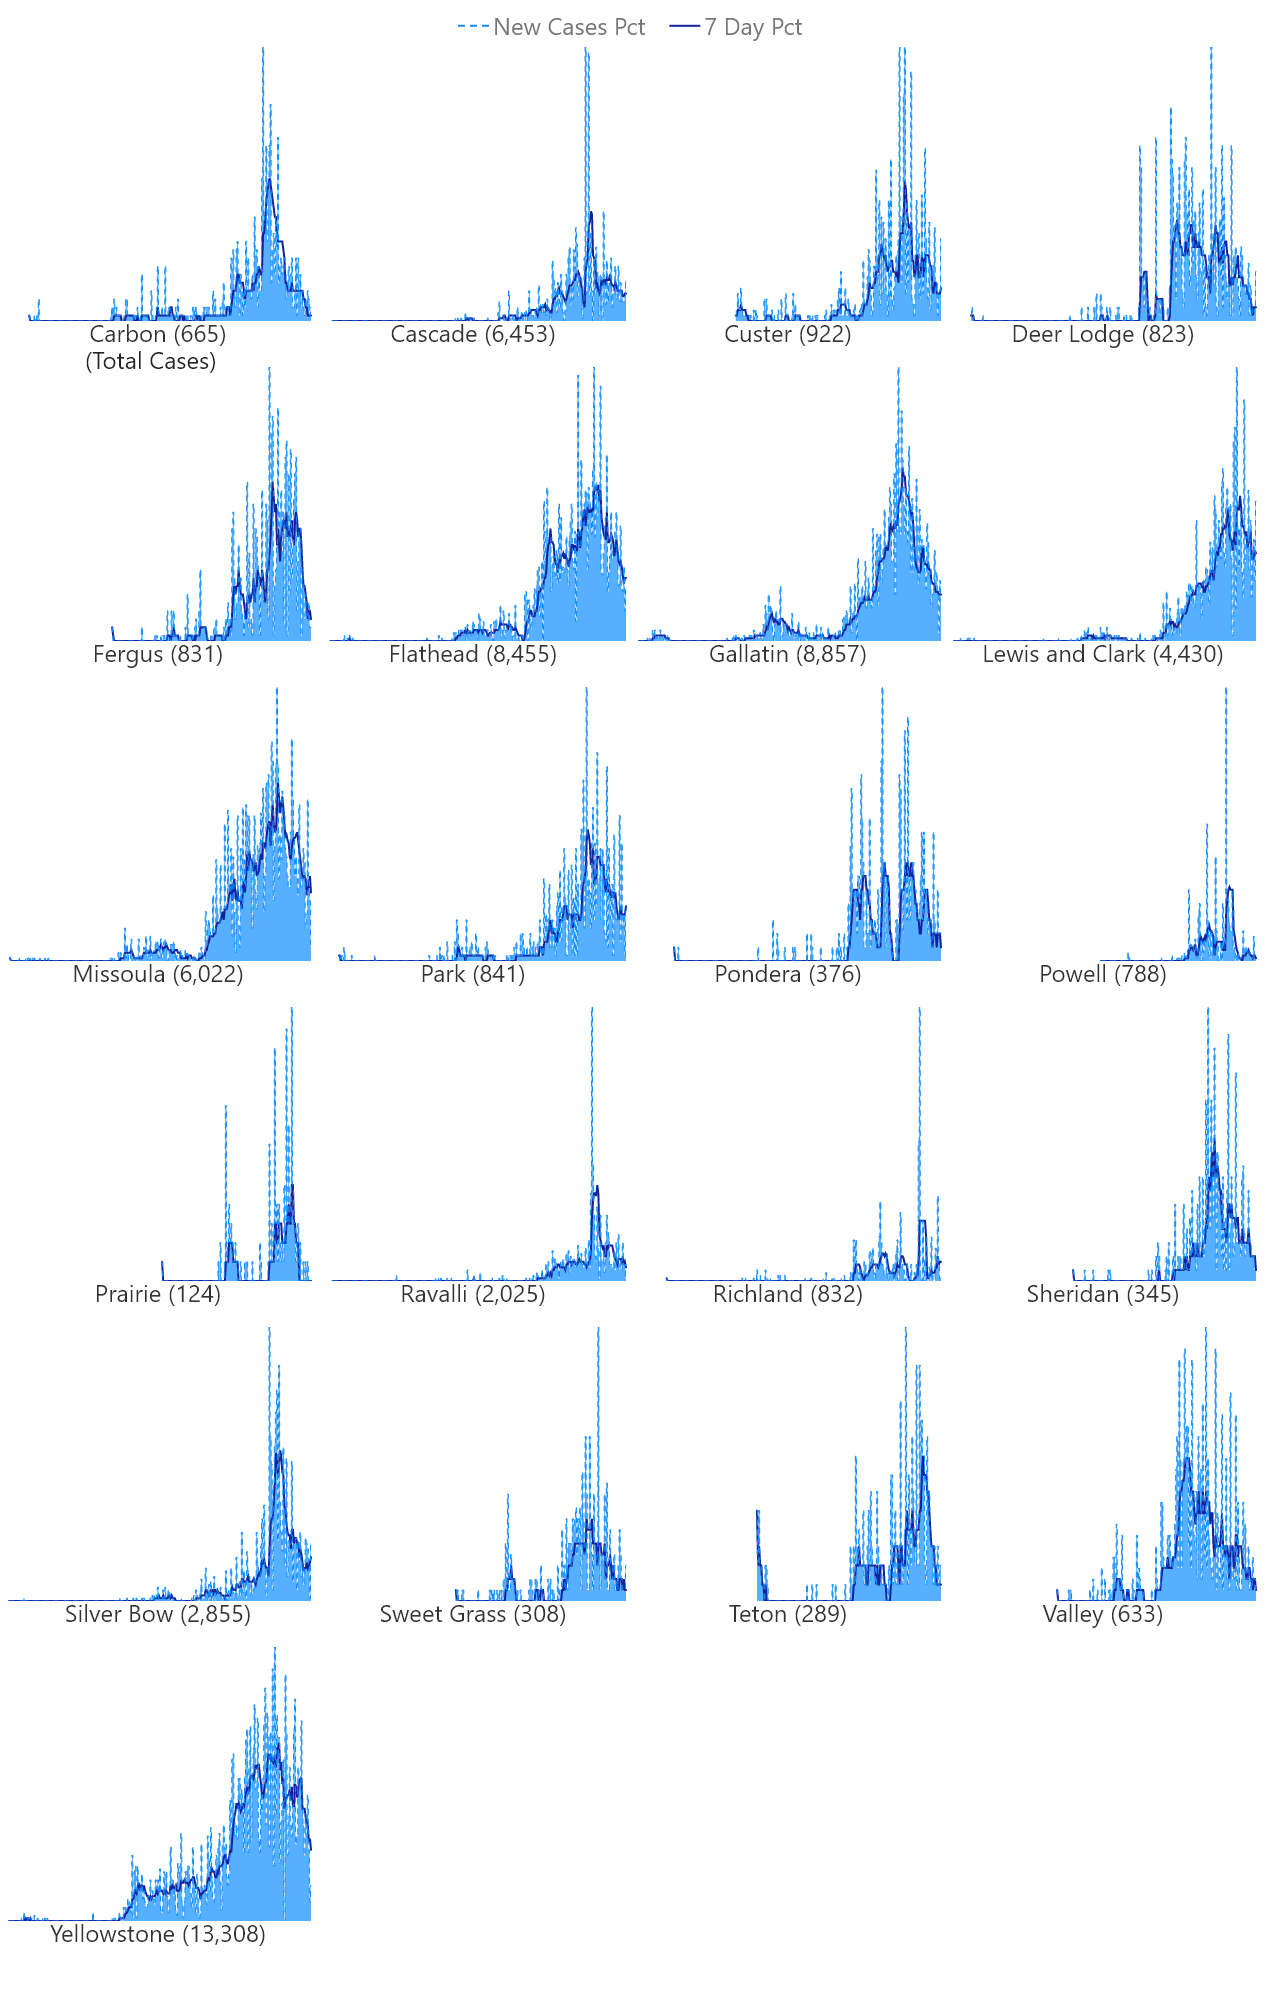 New Cases Pct 7 Day Pct
Carbon (665)
(Total Cases)
Cascade (6,453)
Custer (922)
Deer Lodge (823)
Fergus (831)
Flathead (8,455)
Gallatin (8,857)
Lewis and Clark (4,430)
Missoula (6,022)
Park (841)
Pondera (376)
Powell (788)
Prairie (124)
Ravalli (2,025)
Richland (832)
Sheridan (345)
Silver Bow (2,855)
Sweet Grass (308)
Teton (289)
Valley (633)
Yellowstone (13,308)